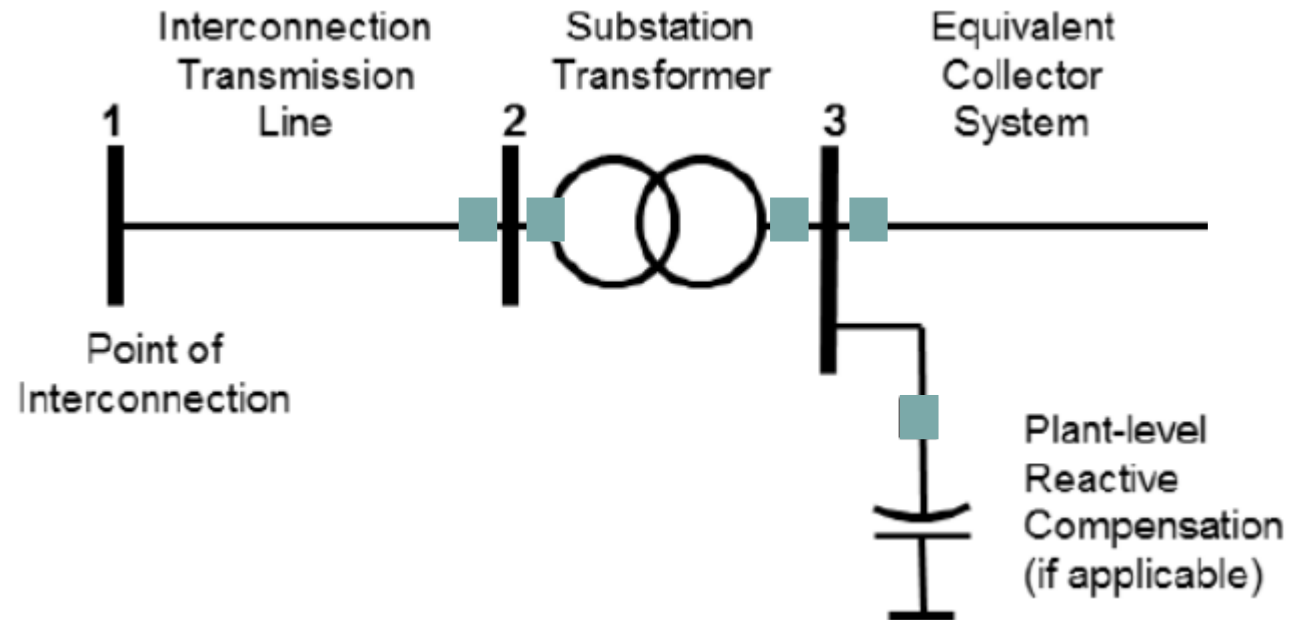 Interconnection
Transmission
Line
Substation
Transformer
Equivalent
Collector
System
1
2
3
Point of
Interconnection
Plant-level
Reactive
Compensation
(if applicable)